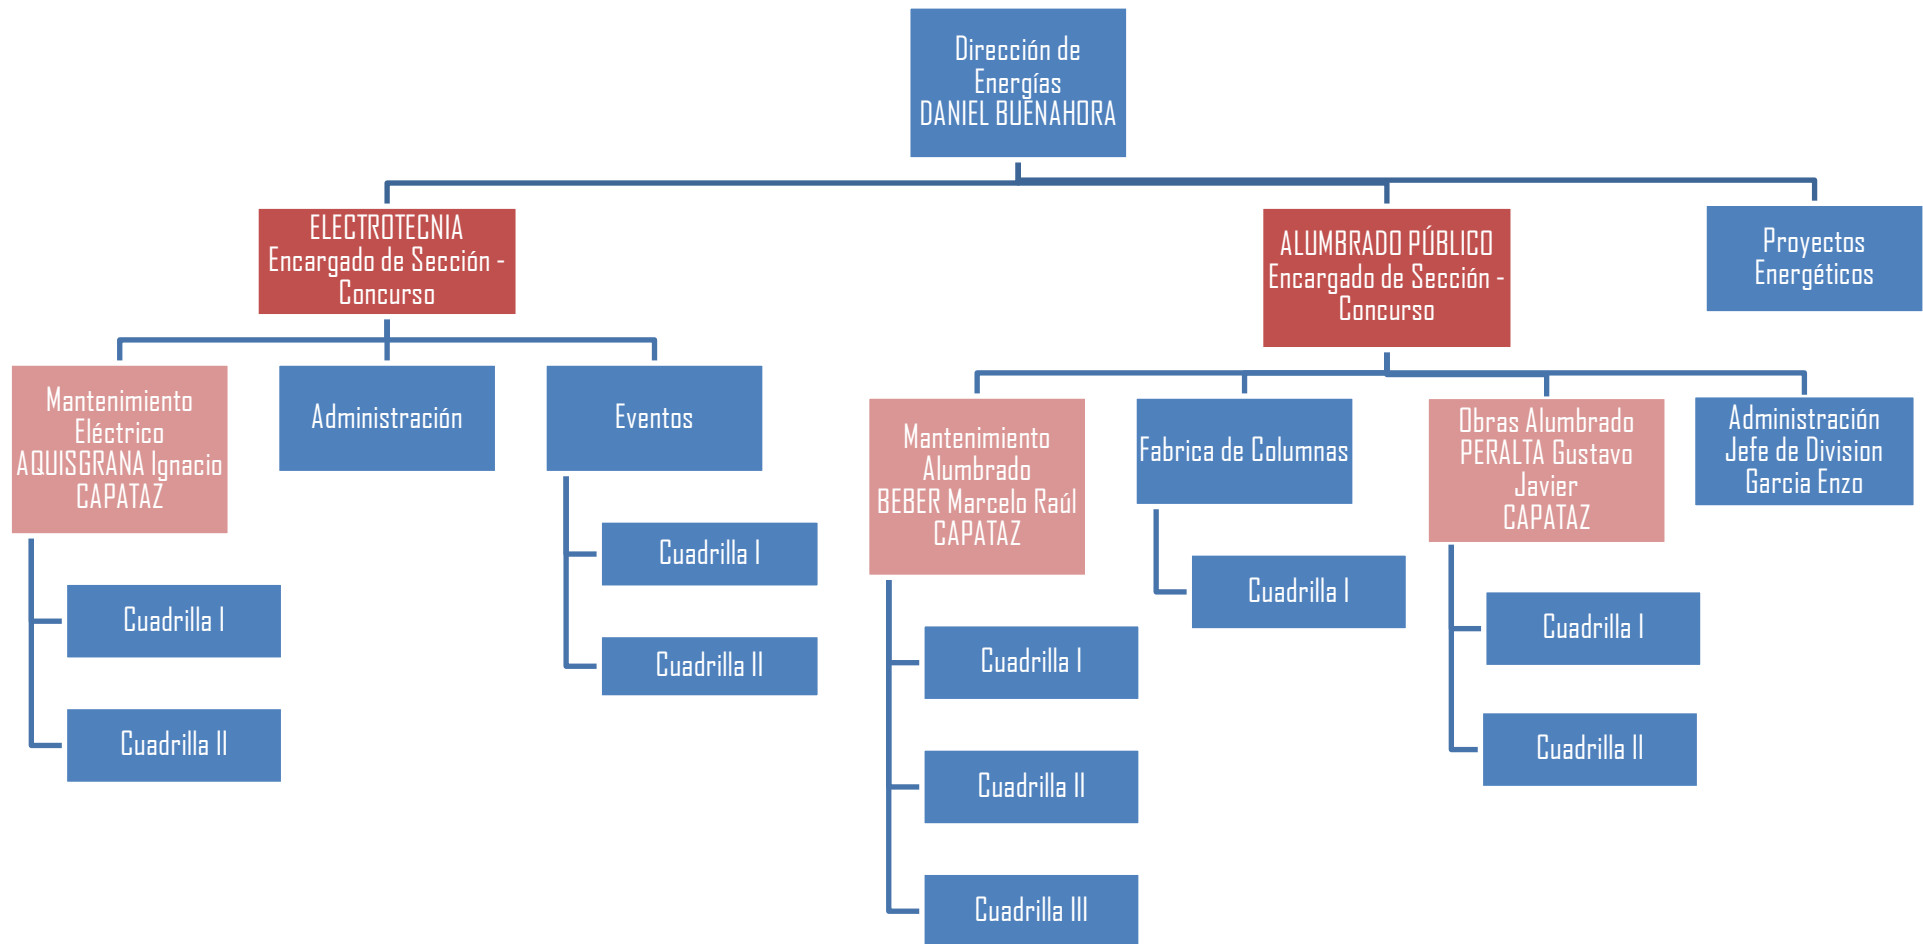 Dirección de
Energías
DANIEL BUENAHORA
ELECTROTECNIA
Encargado de Sección -
Concurso
ALUMBRADO PÚBLICO
Encargado de Sección -
Concurso
Proyectos
Energéticos
Mantenimiento
Eléctrico
AQUISGRANA Ignacio
CAPATAZ
Administración
Eventos
Mantenimiento
Alumbrado
BEBER Marcelo Raúl
CAPATAZ
Fabrica de Columnas
Obras Alumbrado
PERALTA Gustavo
Javier
CAPATAZ
Administración
Jefe de Division
Garcia Enzo
Cuadrilla I
Cuadrilla II
Cuadrilla I
Cuadrilla II
Cuadrilla I
Cuadrilla II
Cuadrilla III
Cuadrilla I
Cuadrilla I
Cuadrilla II